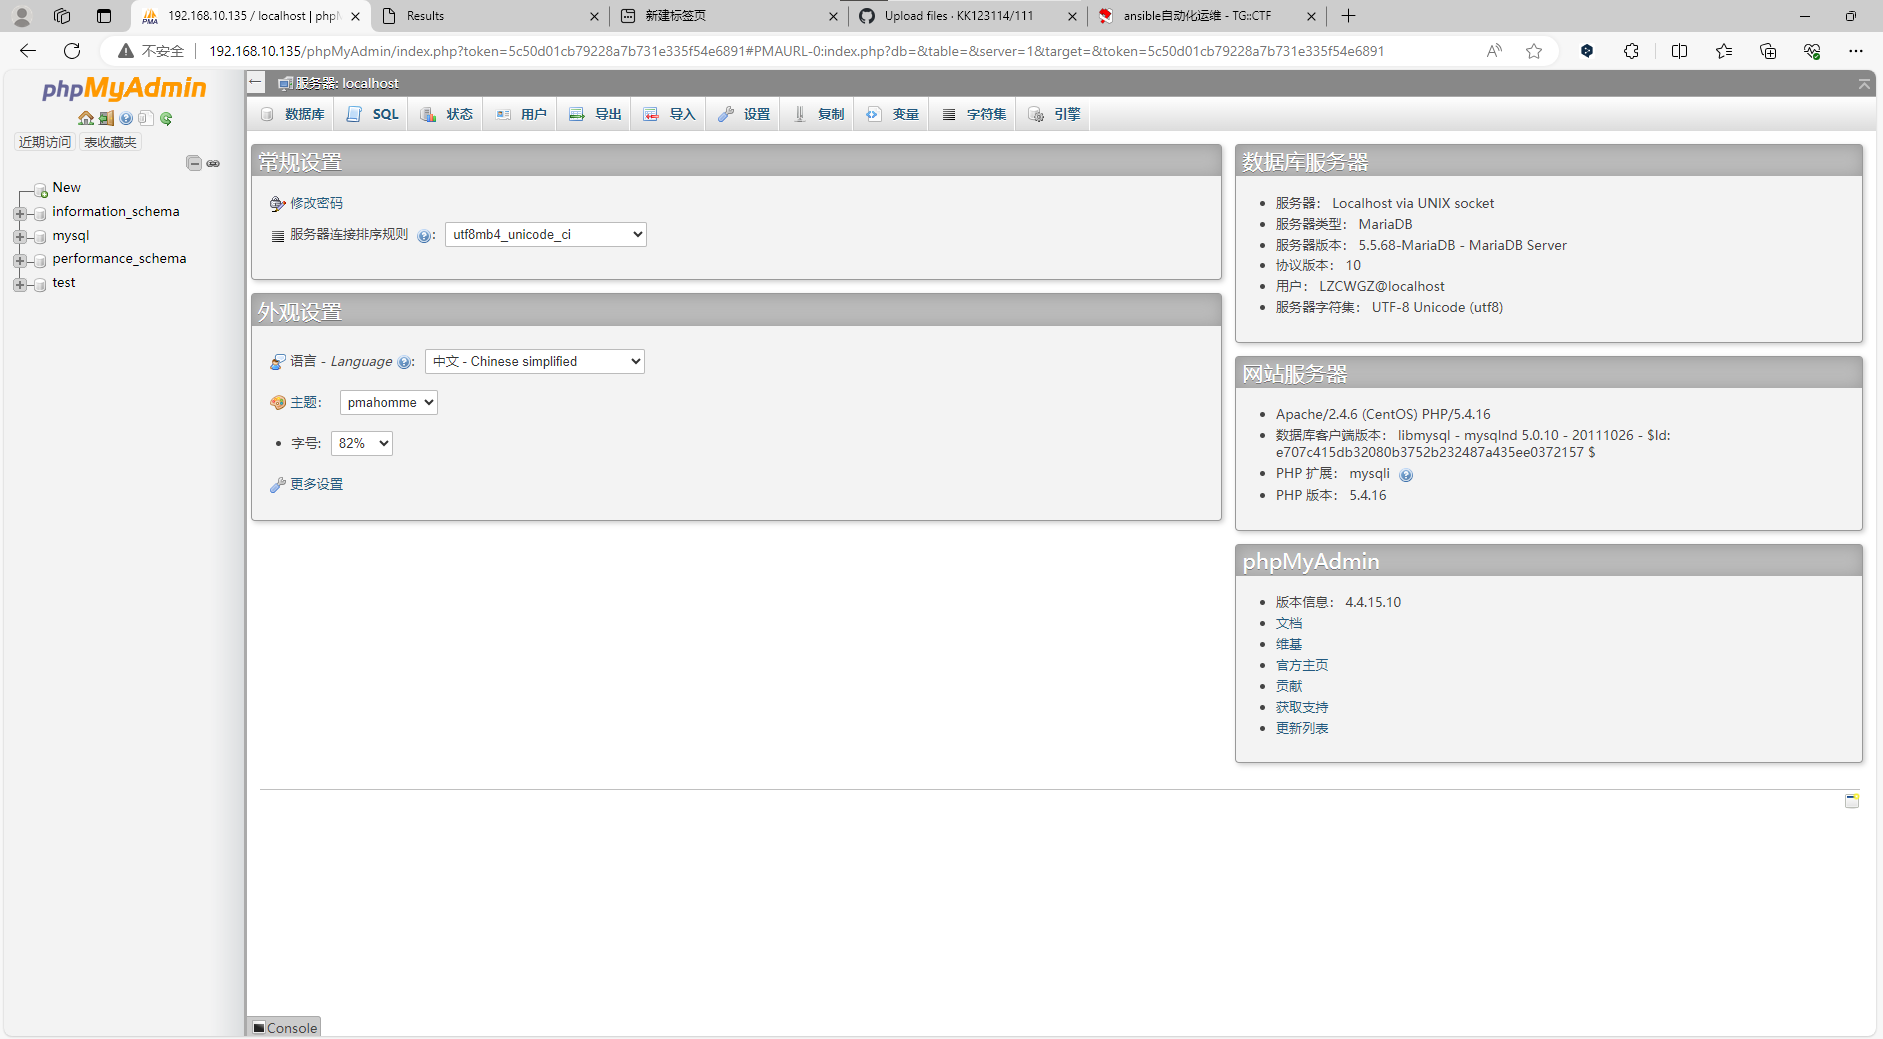 192.168.10.135 / localhost | phpM
Results
新建标签页
Upload files · KK123114/111
ansible自动化运维 - TG::CTF
不安全
192.168.10.135/phpMyAdmin/index.php?token=5c50d01cb79228a7b731e335f54e6891#PMAURL-0:index.php?db=&table=&server=1&target=&token=5c50d01cb79228a7b731e335f54e6891
phpMyAdmin
近期访问 表收藏夹
New
information_schema
mysql
performance_schema
test
服务器: localhost
数据库 SQL 状态 用户 导出 导入 设置 复制 变量 字符集 引擎
常规设置
修改密码
服务器连接排序规则 : utf8mb4_unicode_ci
外观设置
语言 - Language : 中文 - Chinese simplified
主题: pmahomme
字号: 82%
更多设置
数据库服务器
服务器: Localhost via UNIX socket
服务器类型: MariaDB
服务器版本: 5.5.68-MariaDB - MariaDB Server
协议版本: 10
用户: LZCWGZ@localhost
服务器字符集: UTF-8 Unicode (utf8)
网站服务器
Apache/2.4.6 (CentOS) PHP/5.4.16
数据库客户端版本: libmysql - mysqlnd 5.0.10 - 20111026 - $Id:
e707c415db32080b3752b232487a435ee0372157 $
PHP 扩展: mysqli
PHP 版本: 5.4.16
phpMyAdmin
版本信息: 4.4.15.10
文档
维基
官方主页
贡献
获取支持
更新列表
Console